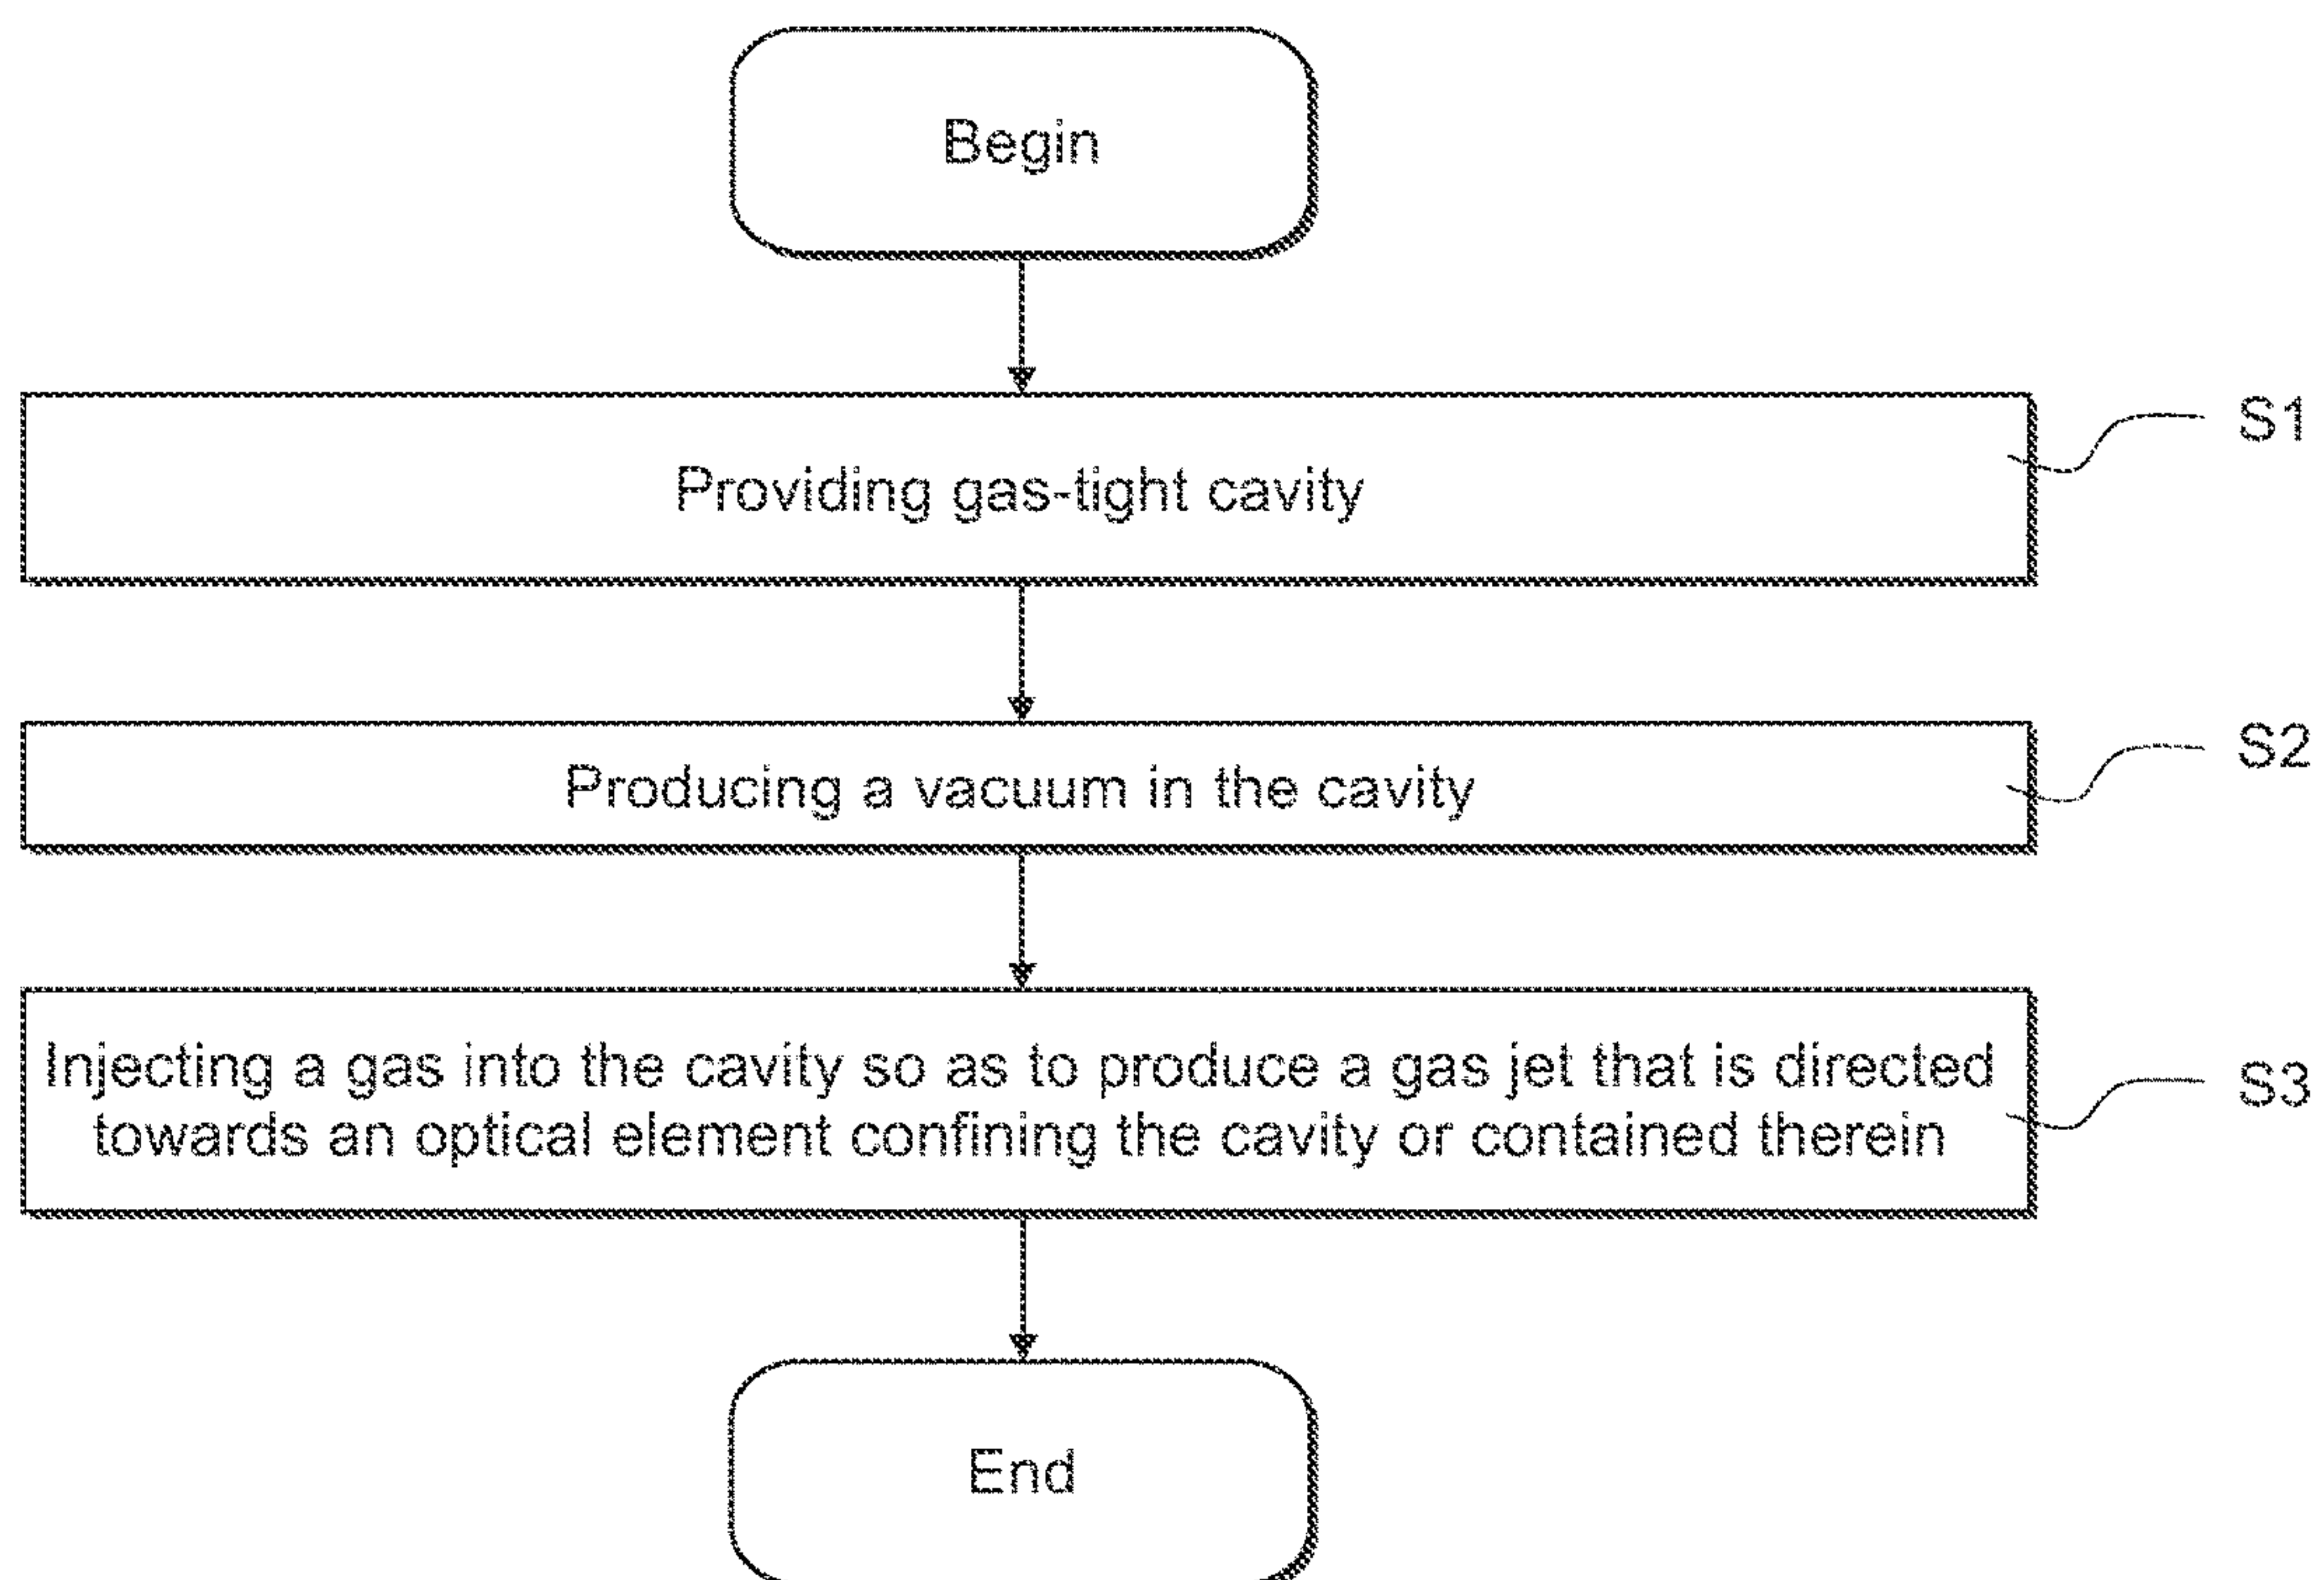 Begin
Providing gas-tight cavity
S1
Producing a vacuum in the cavity
S2
Injecting a gas into the cavity so as to produce a gas jet that is directed
towards an optical element confining the cavity or contained therein
S3
End